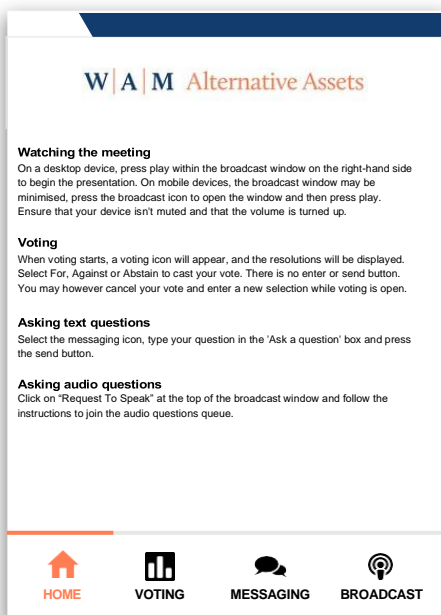 W|A|M Alternative Assets
Watching the meeting
On a desktop device, press play within the broadcast window on the right-hand side
to begin the presentation. On mobile devices, the broadcast window may be
minimised, press the broadcast icon to open the window and then press play.
Ensure that your device isn't muted and that the volume is turned up.
Voting
When voting starts, a voting icon will appear, and the resolutions will be displayed.
Select For, Against or Abstain to cast your vote. There is no enter or send button.
You may however cancel your vote and enter a new selection while voting is open.
Asking text questions
Select the messaging icon, type your question in the 'Ask a question' box and press
the send button.
Asking audio questions
Click on “Request To Speak” at the top of the broadcast window and follow the
instructions to join the audio questions queue.
HOME VOTING MESSAGING BROADCAST